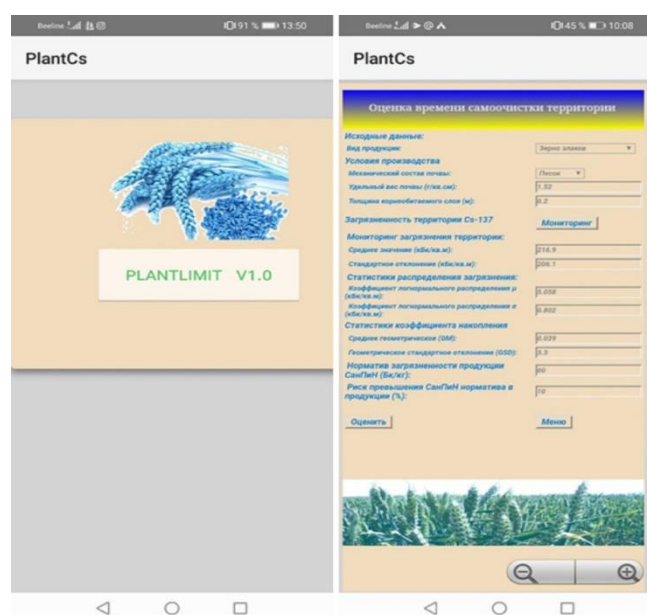 Beeline 91 % 13:50
PlantCs
PLANTLIMIT V1.0
Beeline 45 % 10:08
PlantCs
Оценка времени самоочистки территории
Исходные данные:
Вид продукции: Зерно злаков
Условия производства
Механический состав почвы: Песок
Удельный вес почвы (г/кв.см): 1.52
Толщина корнеобитаемого слоя (м): 0.2
Загрязненность территории Cs-137 Мониторинг
Мониторинг загрязнения территории:
Среднее значение (кБк/кв.м): 216.9
Стандартное отклонение (кБк/кв.м): 206.1
Статистики распределения загрязнения:
Коэффициент логнормального распределения μ
(кБк/кв.м): 5.058
Коэффициент логнормального распределения σ
(кБк/кв.м): 0.802
Статистики коэффициента накопления
Среднее геометрическое (GM): 0.039
Геометрическое стандартное отклонение (GSD): 3.3
Норматив загрязненности продукции
СанПиН (Бк/кг): 60
Риск превышения СанПиН норматива в
продукции (%): 10
Оценить Меню